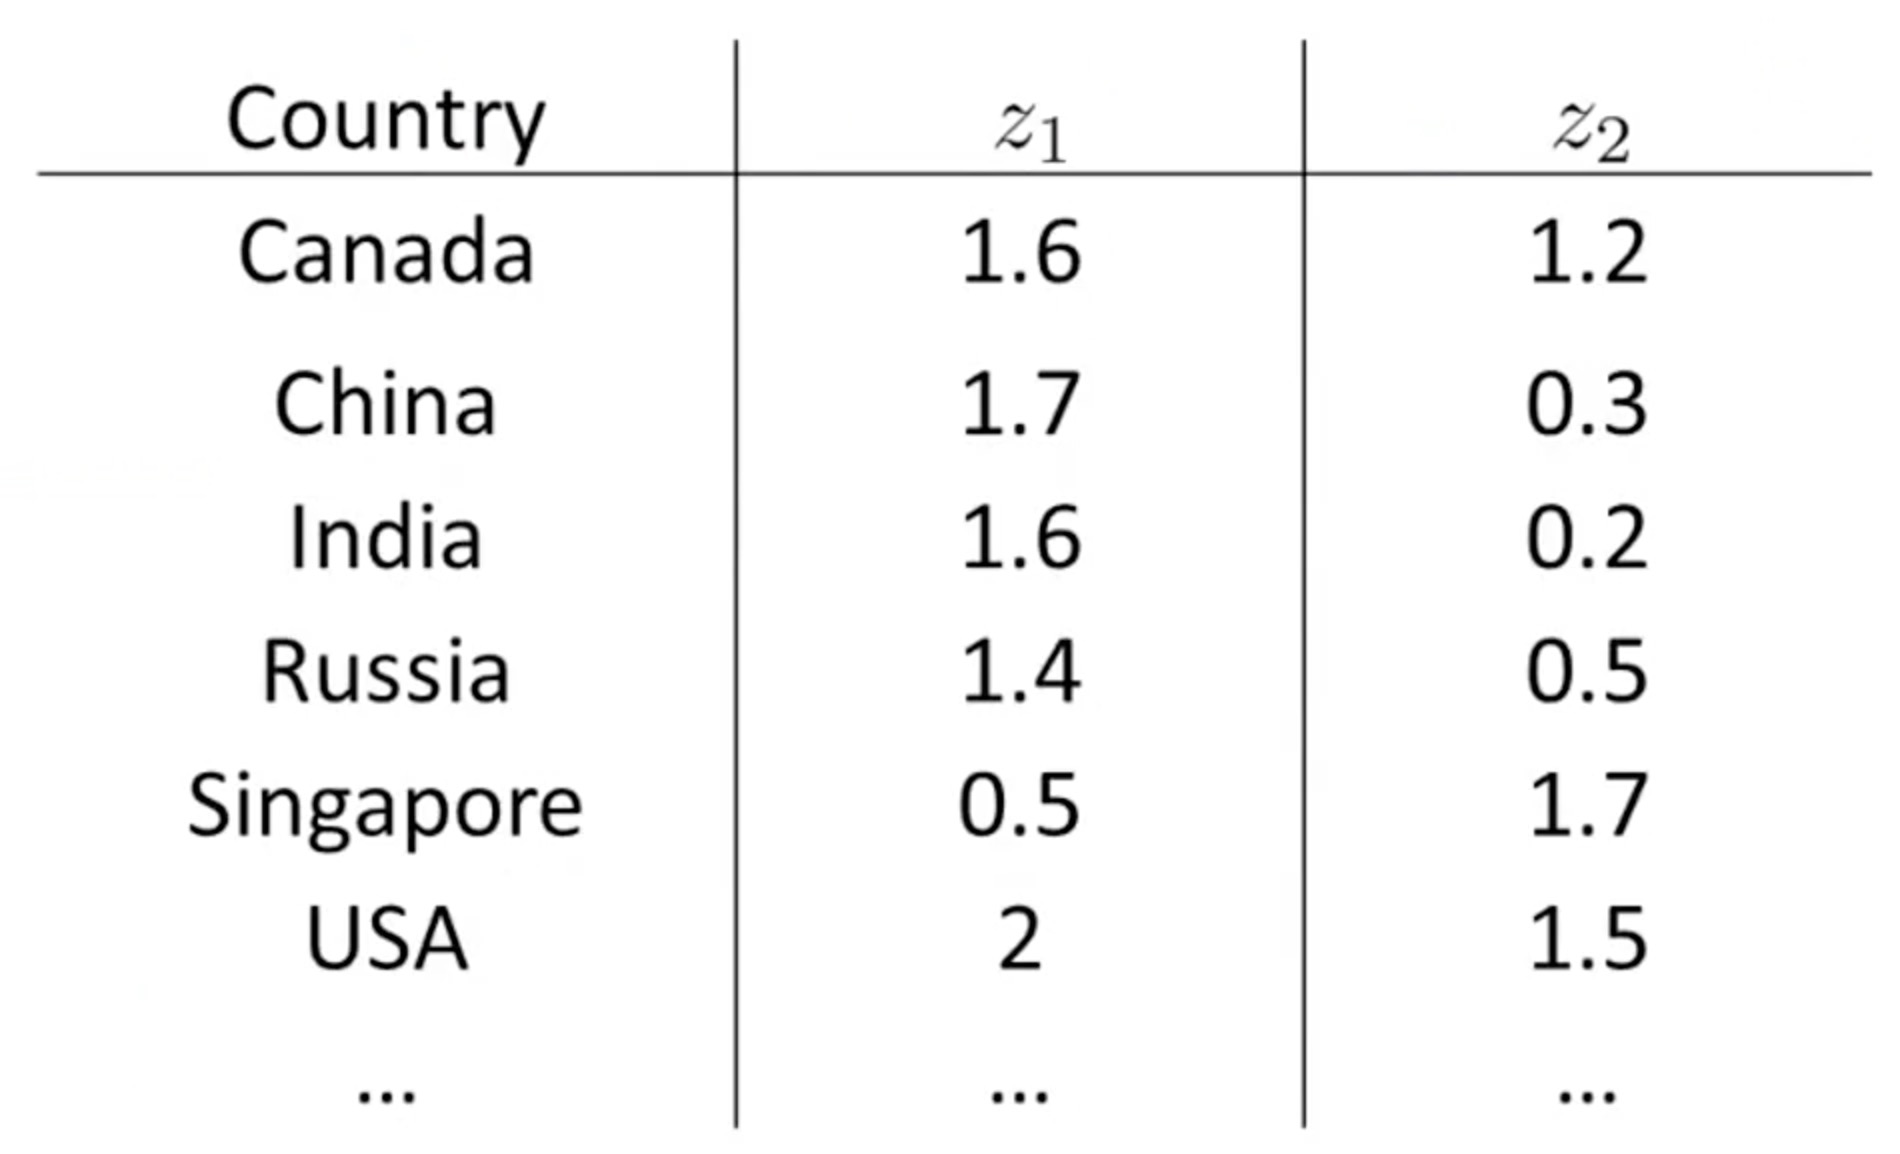 Country z₁ z₂
Canada 1.6 1.2
China 1.7 0.3
India 1.6 0.2
Russia 1.4 0.5
Singapore 0.5 1.7
USA 2 1.5
... ... ...